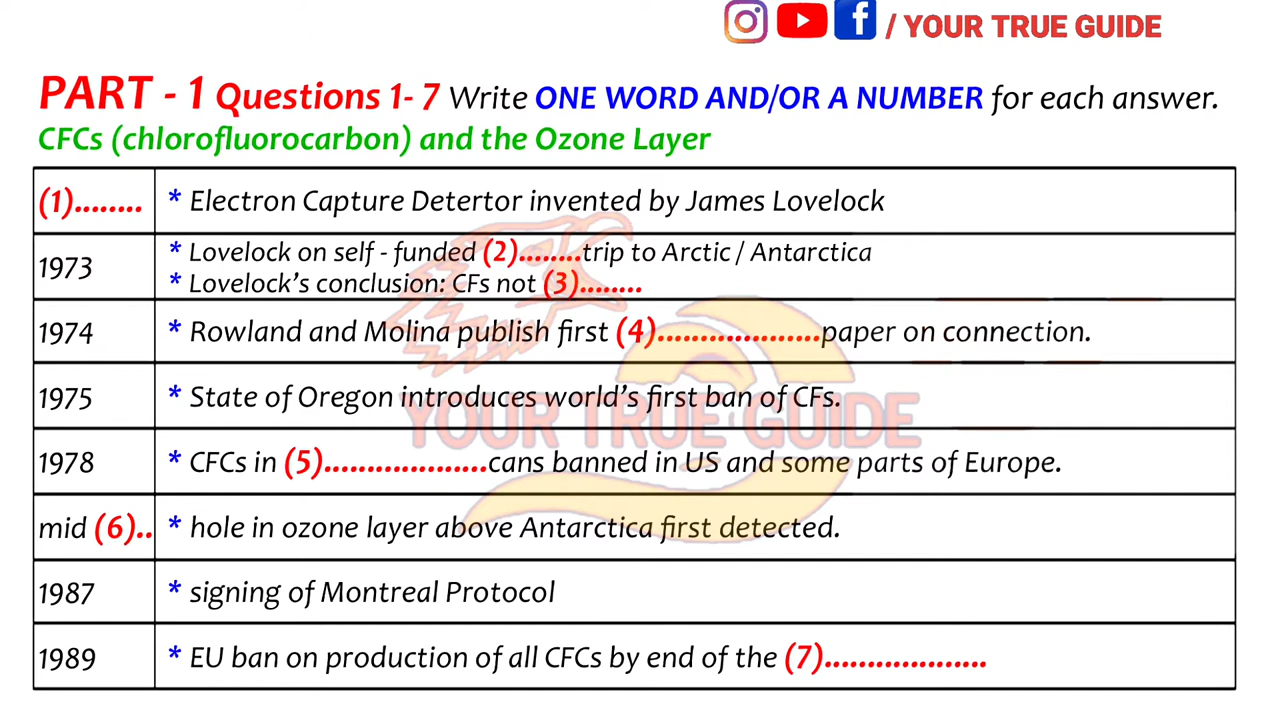 / YOUR TRUE GUIDE
PART - 1 Questions 1- 7 Write ONE WORD AND/OR A NUMBER for each answer.
CFCs (chlorofluorocarbon) and the Ozone Layer
(1)........ * Electron Capture Detertor invented by James Lovelock
1973 * Lovelock on self - funded (2)........trip to Arctic / Antarctica
* Lovelock's conclusion: CFs not (3)........
1974 * Rowland and Molina publish first (4)...................paper on connection.
1975 * State of Oregon introduces world's first ban of CFs.
YOUR TRUE GUIDE
1978 * CFCs in (5)...................cans banned in US and some parts of Europe.
mid (6).. * hole in ozone layer above Antarctica first detected.
1987 * signing of Montreal Protocol
1989 * EU ban on production of all CFCs by end of the (7)...................